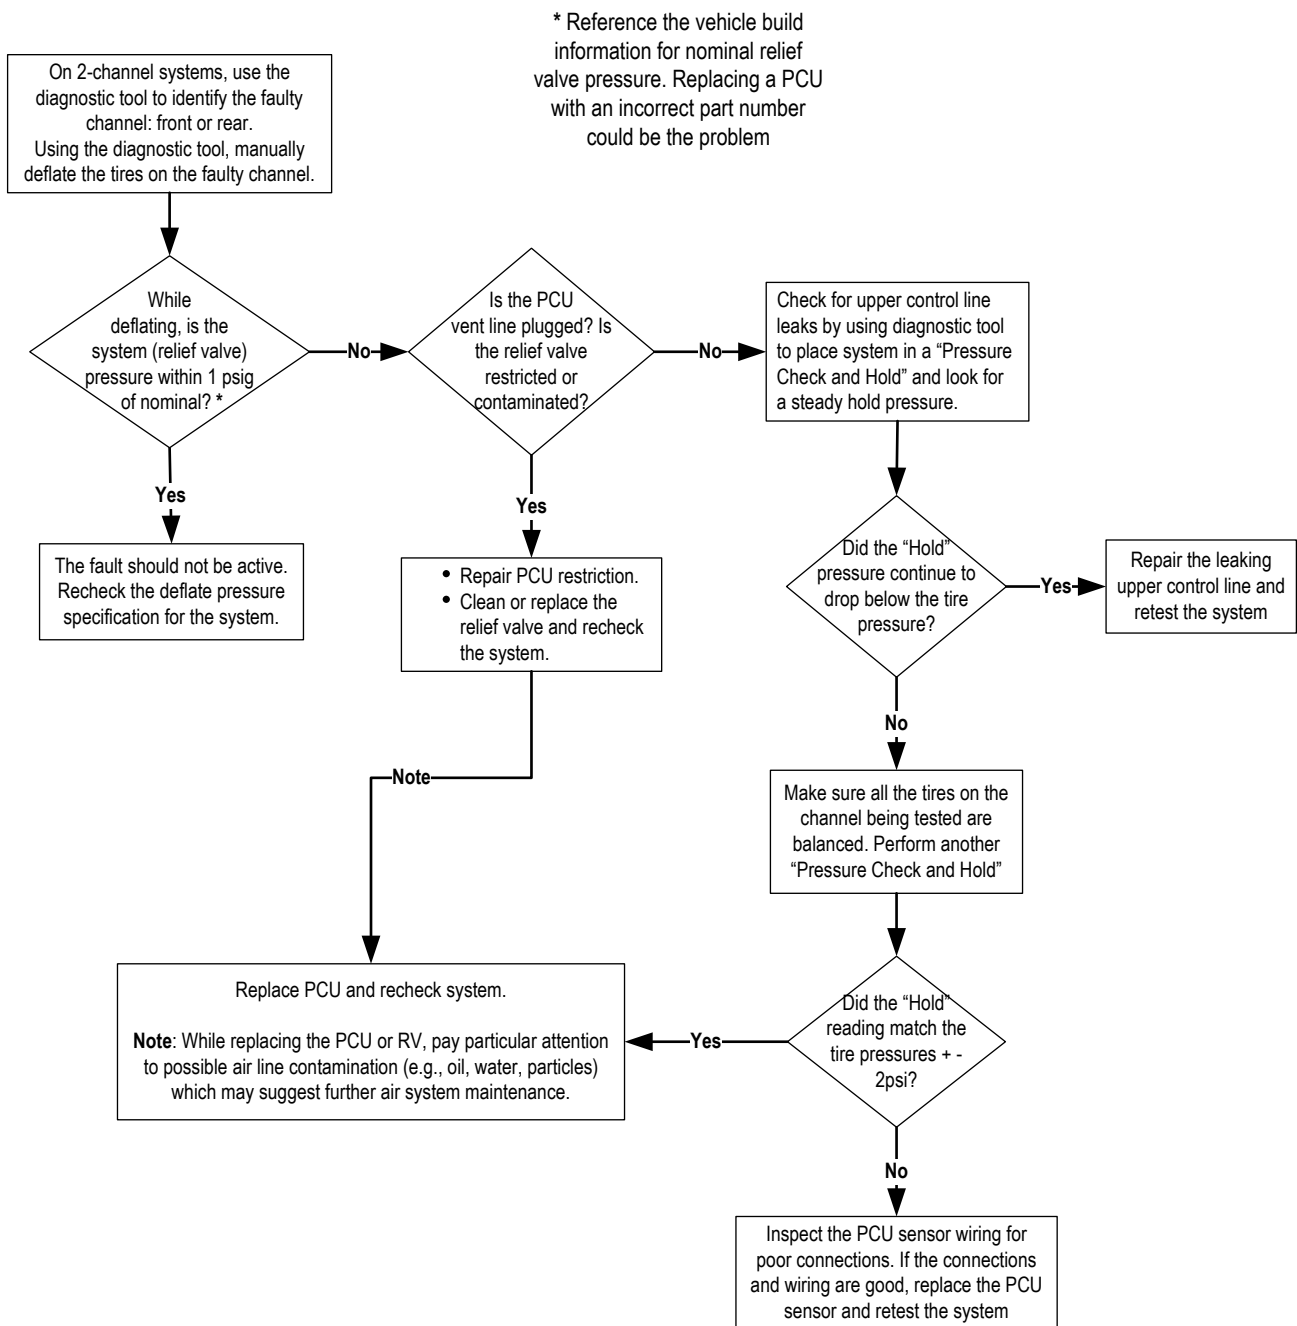 * Reference the vehicle build
information for nominal relief
valve pressure. Replacing a PCU
with an incorrect part number
could be the problem
On 2-channel systems, use the
diagnostic tool to identify the faulty
channel: front or rear.
Using the diagnostic tool, manually
deflate the tires on the faulty channel.
While
deflating, is the
system (relief valve)
pressure within 1 psig
of nominal? *
No
Is the PCU
vent line plugged? Is
the relief valve
restricted or
contaminated?
No
Check for upper control line
leaks by using diagnostic tool
to place system in a “Pressure
Check and Hold” and look for
a steady hold pressure.
Yes
The fault should not be active.
Recheck the deflate pressure
specification for the system.
Yes
• Repair PCU restriction.
• Clean or replace the
relief valve and recheck
the system.
Did the “Hold”
pressure continue to
drop below the tire
pressure?
Yes
Repair the leaking
upper control line and
retest the system
No
Note
Make sure all the tires on the
channel being tested are
balanced. Perform another
“Pressure Check and Hold”
Replace PCU and recheck system.
Note: While replacing the PCU or RV, pay particular attention
to possible air line contamination (e.g., oil, water, particles)
which may suggest further air system maintenance.
Yes
Did the “Hold”
reading match the
tire pressures + -
2psi?
No
Inspect the PCU sensor wiring for
poor connections. If the connections
and wiring are good, replace the PCU
sensor and retest the system